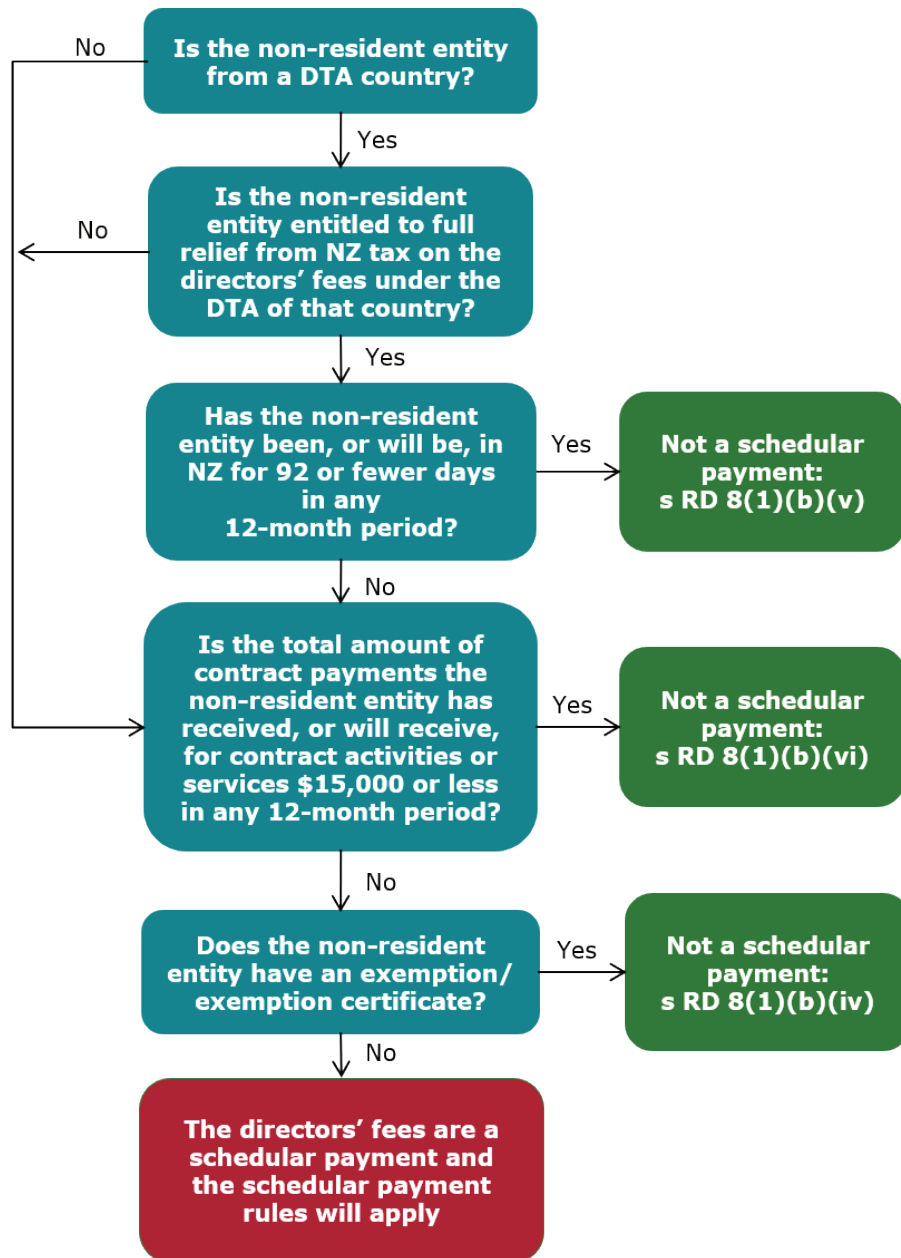 No
Is the non-resident entity
from a DTA country?
Yes
Is the non-resident
entity entitled to full
relief from NZ tax on the
directors’ fees under the
DTA of that country?
No
Yes
Has the non-resident
entity been, or will be, in
NZ for 92 or fewer days
in any
12-month period?
Yes
Not a schedular
payment:
s RD 8(1)(b)(v)
No
Is the total amount of
contract payments the
non-resident entity has
received, or will receive,
for contract activities or
services $15,000 or less
in any 12-month period?
Yes
Not a schedular
payment:
s RD 8(1)(b)(vi)
No
Does the non-resident
entity have an exemption/
exemption certificate?
Yes
Not a schedular
payment:
s RD 8(1)(b)(iv)
No
The directors’ fees are a
schedular payment and
the schedular payment
rules will apply